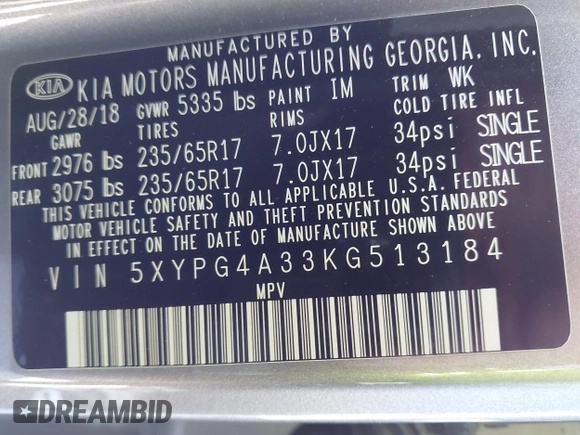 MANUFACTURED BY
KIA KIA MOTORS MANUFACTURING GEORGIA, INC.
AUG/28/18 GVWR 5335 lbs PAINT IM TRIM WK
GAWR TIRES RIMS COLD TIRE INFL
FRONT 2976 lbs 235/65R17 7.0JX17 34psi SINGLE
REAR 3075 lbs 235/65R17 7.0JX17 34psi SINGLE
THIS VEHICLE CONFORMS TO ALL APPLICABLE U.S.A. FEDERAL
MOTOR VEHICLE SAFETY AND THEFT PREVENTION STANDARDS
IN EFFECT ON THE DATE OF MANUFACTURE SHOWN ABOVE.
VIN 5XYPG4A33KG513184
MPV
DREAMBID